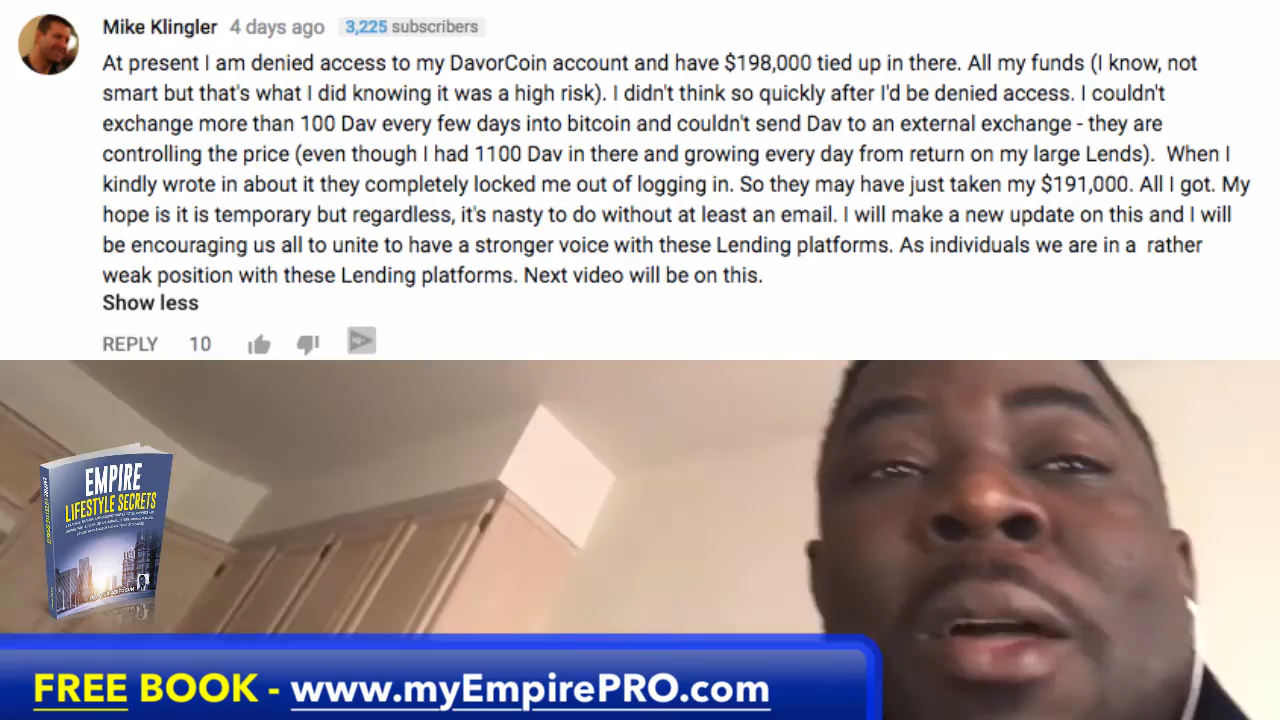 Mike Klingler 4 days ago 3,225 subscribers
At present I am denied access to my DavorCoin account and have $198,000 tied up in there. All my funds (I know, not
smart but that's what I did knowing it was a high risk). I didn't think so quickly after I'd be denied access. I couldn't
exchange more than 100 Dav every few days into bitcoin and couldn't send Dav to an external exchange - they are
controlling the price (even though I had 1100 Dav in there and growing every day from return on my large Lends).  When I
kindly wrote in about it they completely locked me out of logging in. So they may have just taken my $191,000. All I got. My
hope is it is temporary but regardless, it's nasty to do without at least an email. I will make a new update on this and I will
be encouraging us all to unite to have a stronger voice with these Lending platforms. As individuals we are in a  rather
weak position with these Lending platforms. Next video will be on this.
Show less
REPLY 10
EMPIRE
LIFESTYLE SECRETS
FREE BOOK - www.myEmpirePRO.com